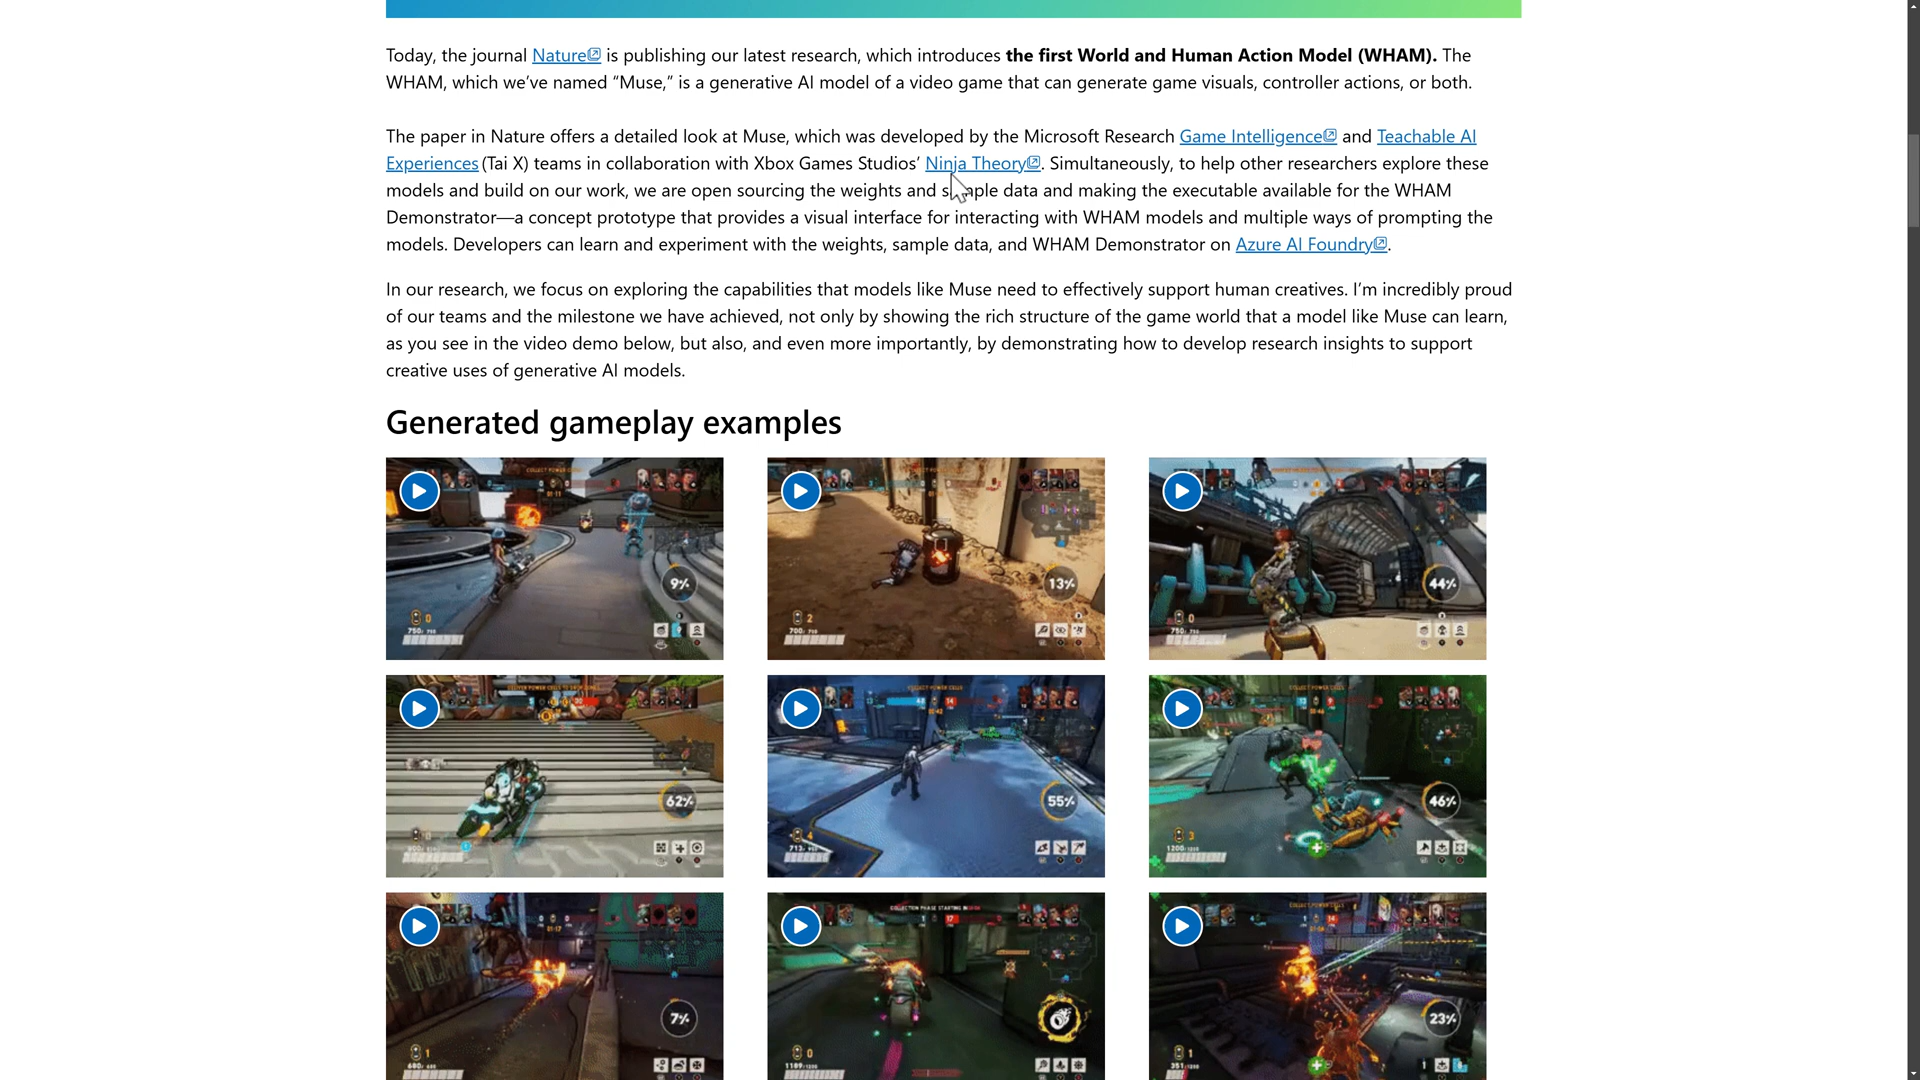 Today, the journal Nature is publishing our latest research, which introduces the first World and Human Action Model (WHAM). The
WHAM, which we’ve named “Muse,” is a generative AI model of a video game that can generate game visuals, controller actions, or both.
The paper in Nature offers a detailed look at Muse, which was developed by the Microsoft Research Game Intelligence and Teachable AI
Experiences (Tai X) teams in collaboration with Xbox Games Studios’ Ninja Theory. Simultaneously, to help other researchers explore these
models and build on our work, we are open sourcing the weights and sample data and making the executable available for the WHAM
Demonstrator—a concept prototype that provides a visual interface for interacting with WHAM models and multiple ways of prompting the
models. Developers can learn and experiment with the weights, sample data, and WHAM Demonstrator on Azure AI Foundry.
In our research, we focus on exploring the capabilities that models like Muse need to effectively support human creatives. I’m incredibly proud
of our teams and the milestone we have achieved, not only by showing the rich structure of the game world that a model like Muse can learn,
as you see in the video demo below, but also, and even more importantly, by demonstrating how to develop research insights to support
creative uses of generative AI models.
Generated gameplay examples
9%
0
13%
2
44%
0
62%
55%
4
46%
3
7%
1
0
23%
1